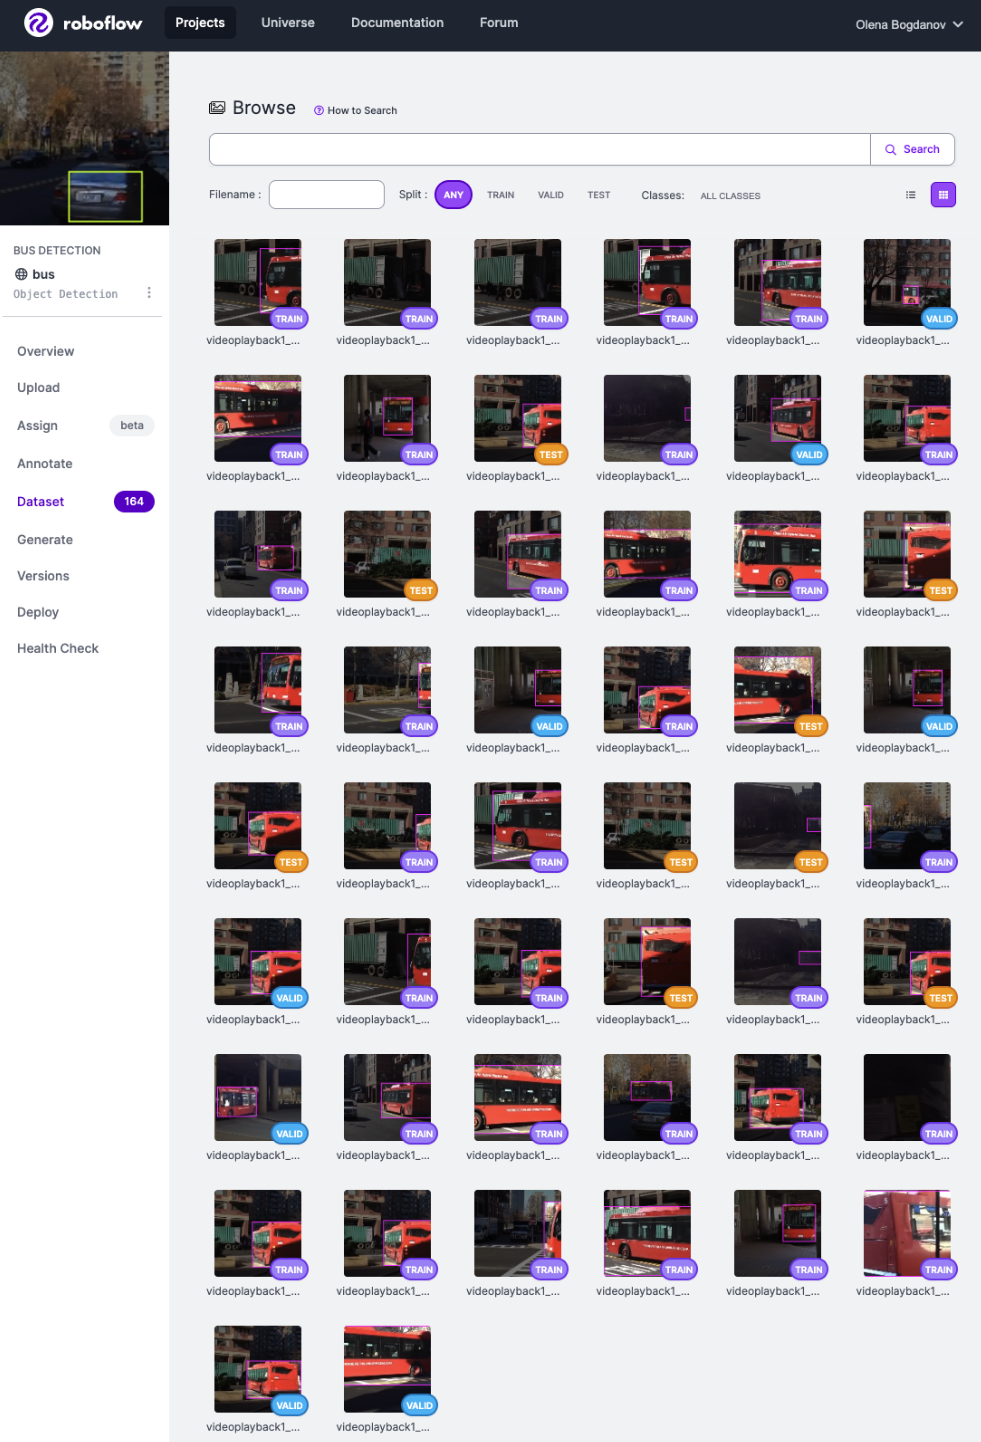 roboflow Projects Universe Documentation Forum Olena Bogdanov
BUS DETECTION
bus
Object Detection
Overview
Upload
Assign beta
Annotate
Dataset 164
Generate
Versions
Deploy
Health Check
Browse How to Search
Search
Filename : Split : ANY TRAIN VALID TEST Classes: ALL CLASSES
TRAIN TRAIN TRAIN TRAIN TRAIN VALID
videoplayback1_... videoplayback1_... videoplayback1_... videoplayback1_... videoplayback1_... videoplayback1_...
TRAIN TRAIN TEST TRAIN VALID TRAIN
videoplayback1_... videoplayback1_... videoplayback1_... videoplayback1_... videoplayback1_... videoplayback1_...
TRAIN TEST TRAIN TRAIN TRAIN TEST
videoplayback1_... videoplayback1_... videoplayback1_... videoplayback1_... videoplayback1_... videoplayback1_...
TRAIN TRAIN VALID TRAIN TEST VALID
videoplayback1_... videoplayback1_... videoplayback1_... videoplayback1_... videoplayback1_... videoplayback1_...
TEST TRAIN TRAIN TEST TEST TRAIN
videoplayback1_... videoplayback1_... videoplayback1_... videoplayback1_... videoplayback1_... videoplayback1_...
VALID TRAIN TRAIN TEST TRAIN TEST
videoplayback1_... videoplayback1_... videoplayback1_... videoplayback1_... videoplayback1_... videoplayback1_...
VALID TRAIN TRAIN TRAIN TRAIN TRAIN
videoplayback1_... videoplayback1_... videoplayback1_... videoplayback1_... videoplayback1_... videoplayback1_...
TRAIN TRAIN TRAIN TRAIN TRAIN TRAIN
videoplayback1_... videoplayback1_... videoplayback1_... videoplayback1_... videoplayback1_... videoplayback1_...
VALID VALID
videoplayback1_... videoplayback1_...